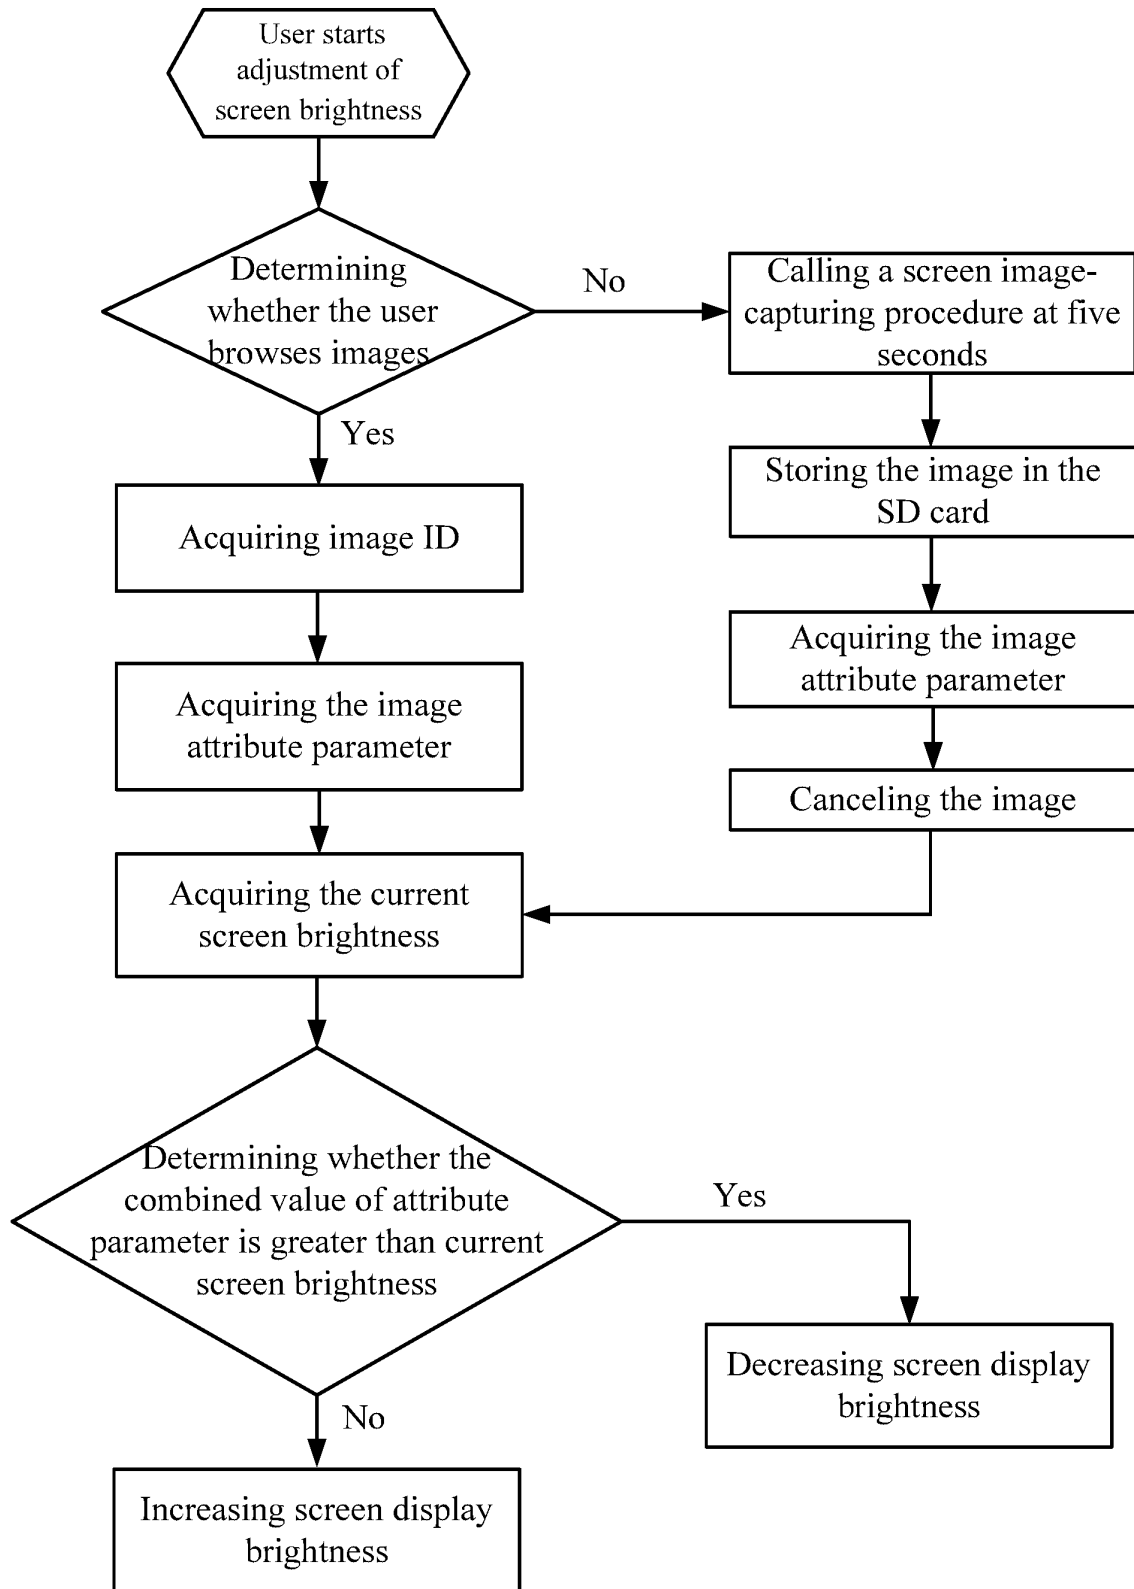 User starts
adjustment of
screen brightness
Determining
whether the user
browses images
No
Calling a screen image-
capturing procedure at five
seconds
Yes
Storing the image in the
SD card
Acquiring image ID
Acquiring the image
attribute parameter
Acquiring the image
attribute parameter
Canceling the image
Acquiring the current
screen brightness
Determining whether the
combined value of attribute
parameter is greater than current
screen brightness
Yes
Decreasing screen display
brightness
No
Increasing screen display
brightness